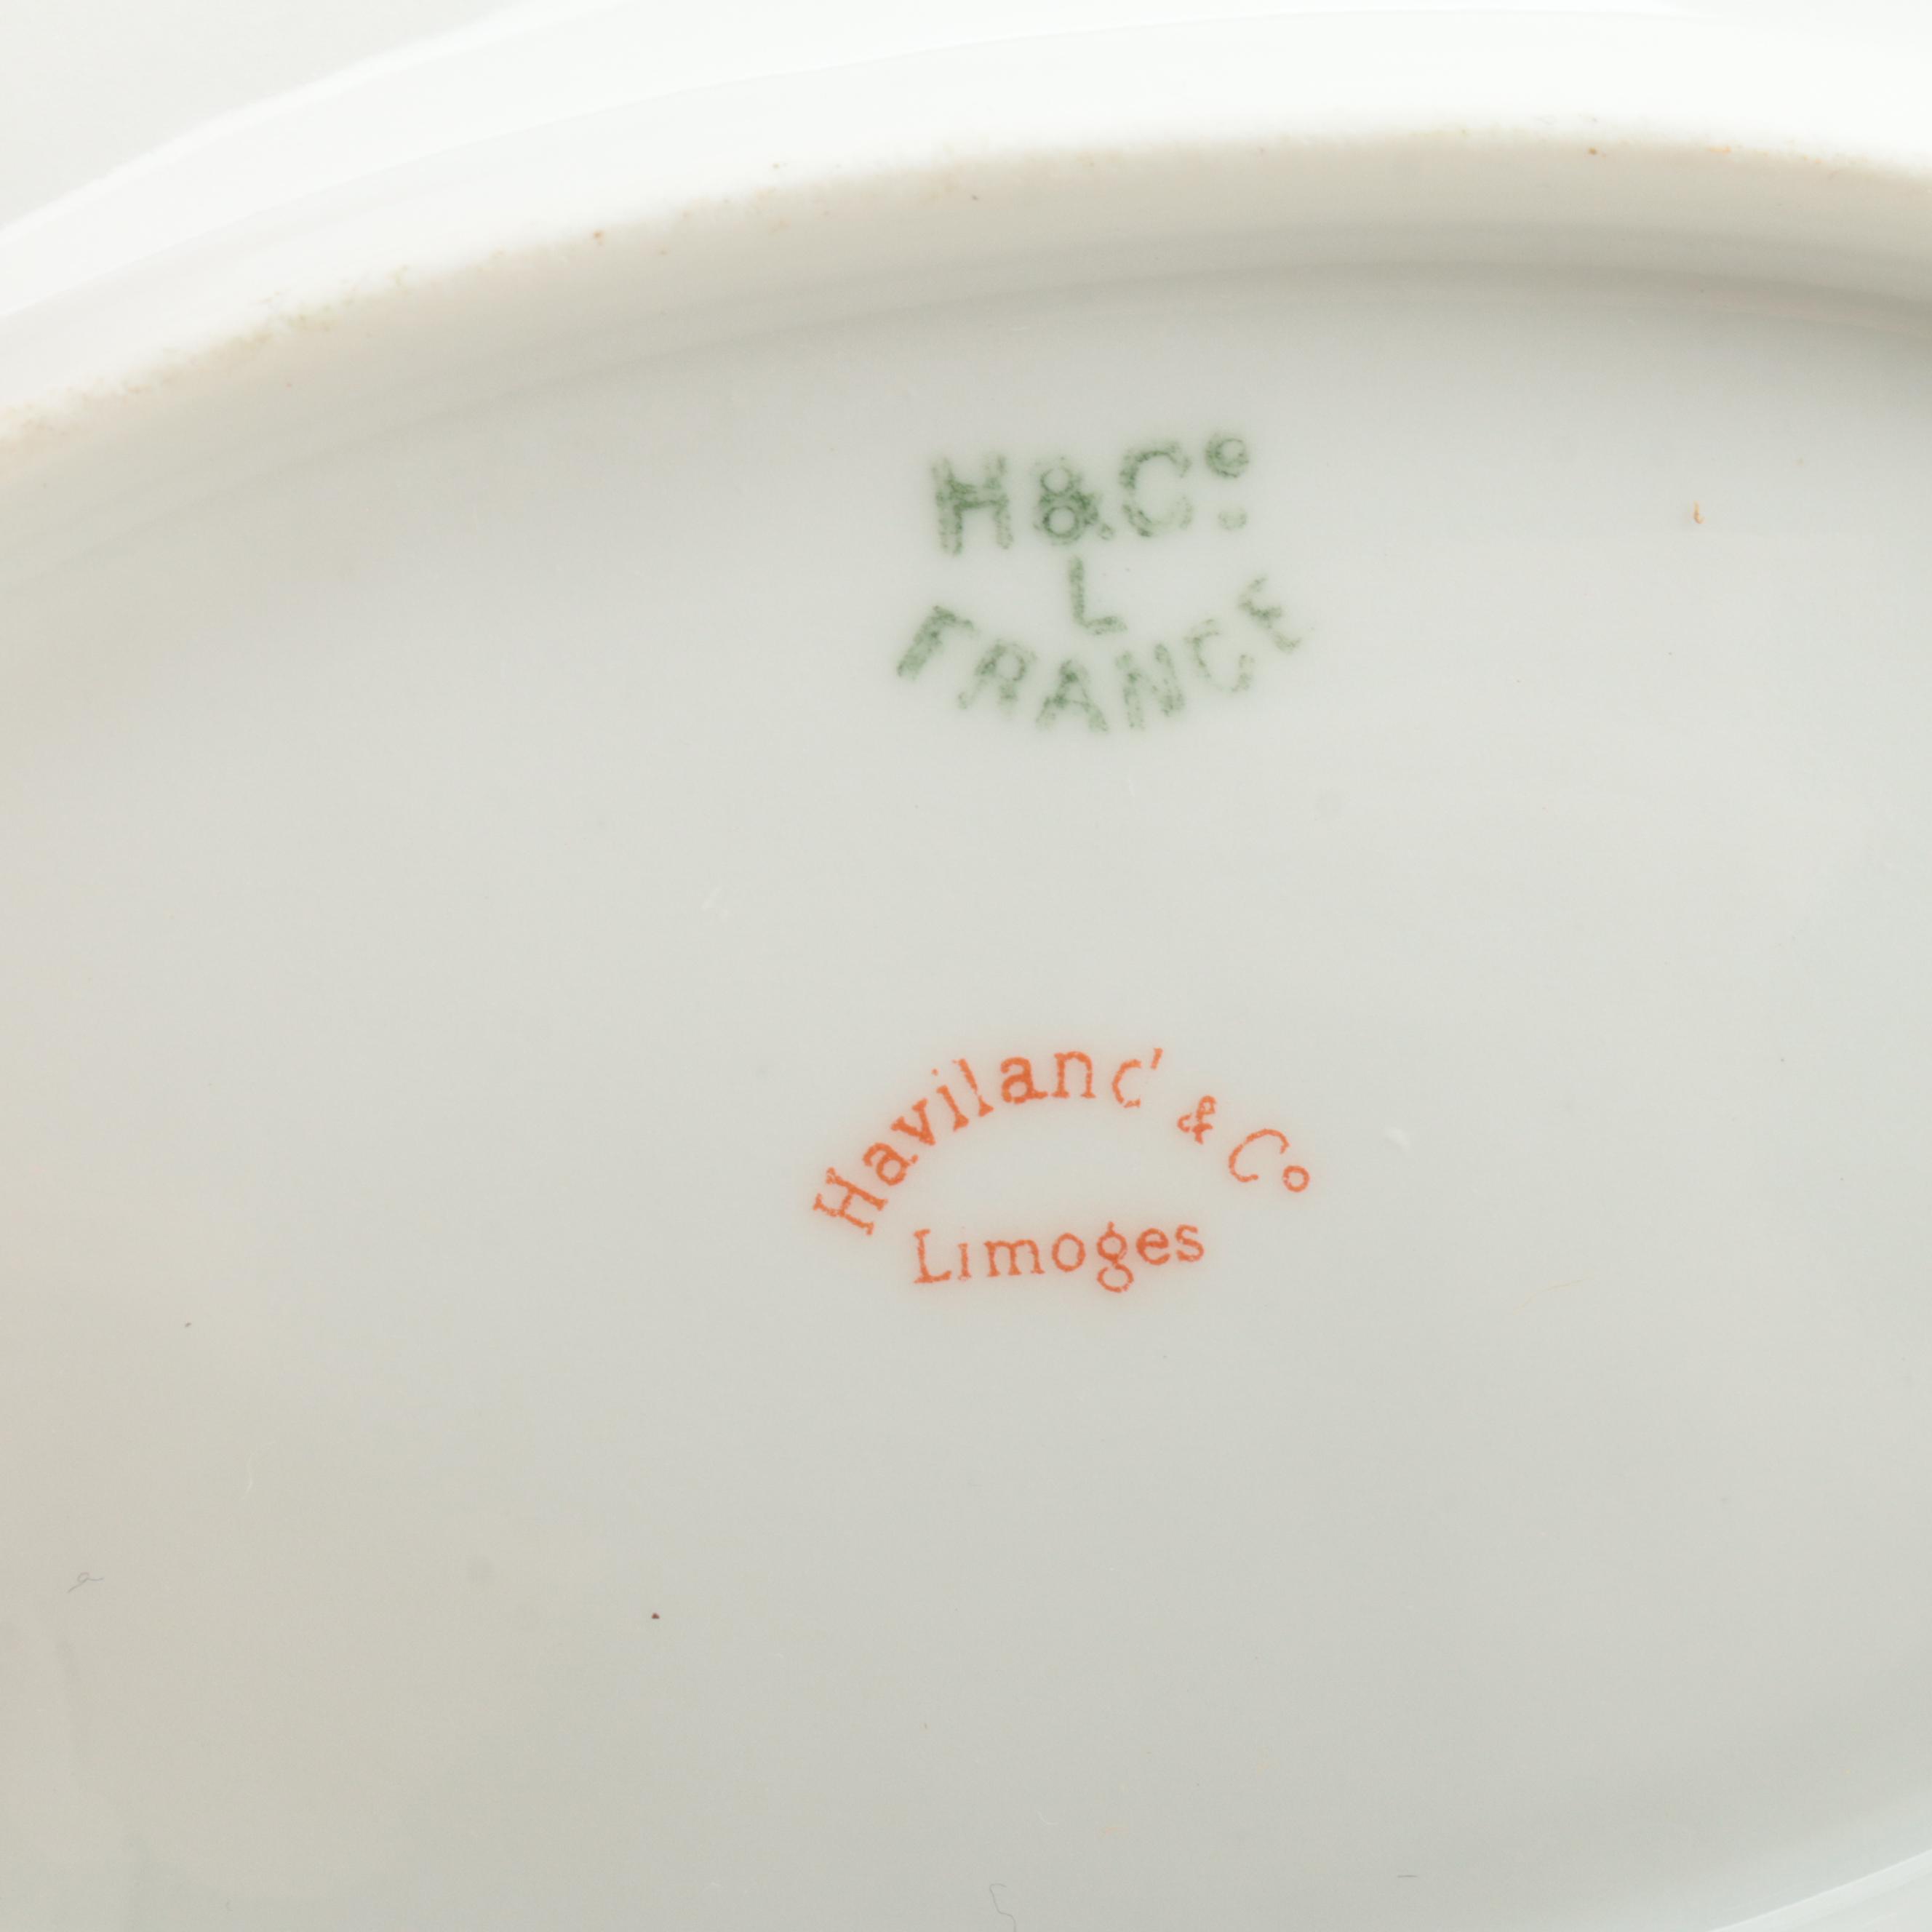 H&Co.
L
FRANCE
Haviland & Co
Limoges